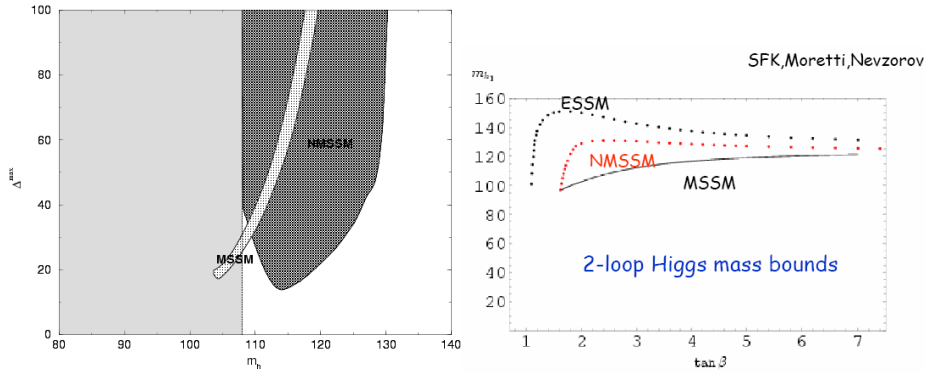 100
80
60
40
20
0
Δ^max
NMSSM
MSSM
80 90 100 110 120 130 140
m_h
SFK,Moretti,Nevzorov
m_h₁
160
140
120
100
80
60
40
20
ESSM
NMSSM
MSSM
2-loop Higgs mass bounds
1 2 3 4 5 6 7
tan β